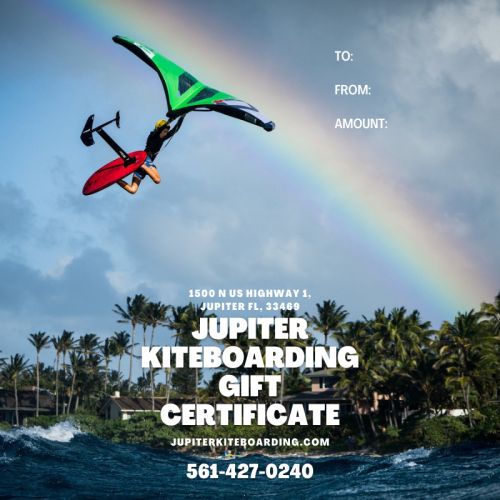 TO:
FROM:
AMOUNT:
1500 N US HIGHWAY 1,
JUPITER FL, 33469
JUPITER
KITEBOARDING
GIFT
CERTIFICATE
JUPITERKITEBOARDING.COM
561-427-0240